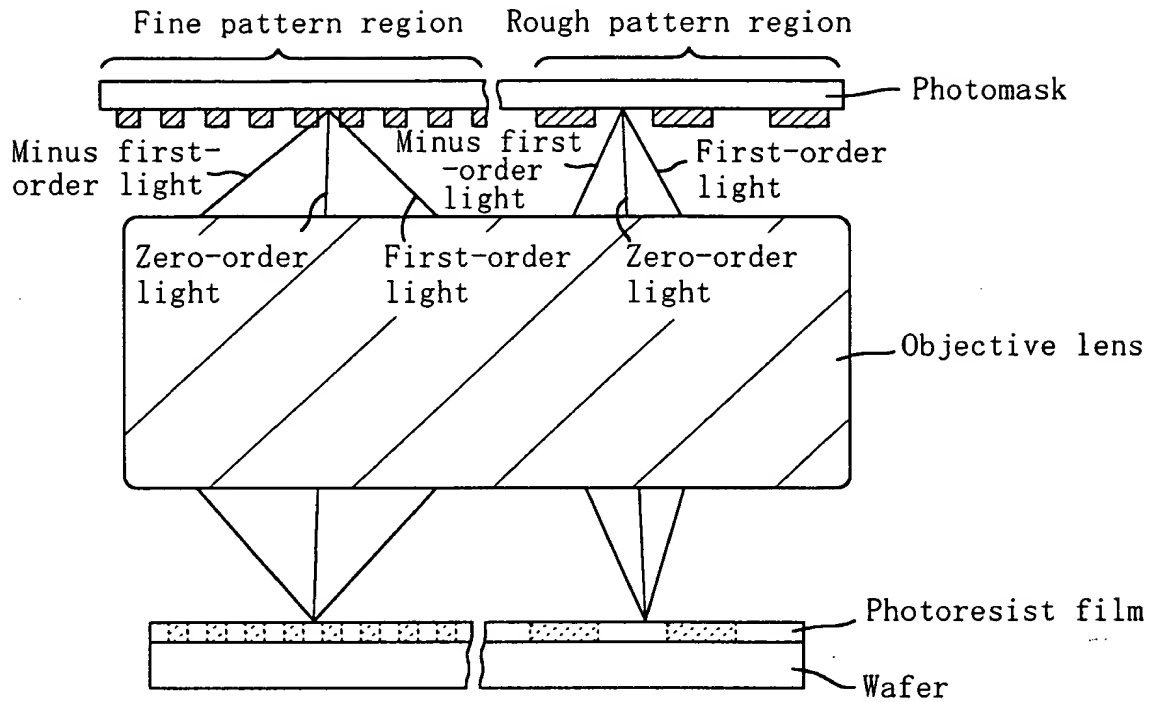 Fine pattern region
Rough pattern region
Photomask
Minus first-
order light
Minus first
-order
light
First-order
light
Zero-order
light
First-order
light
Zero-order
light
Objective lens
Photoresist film
Wafer